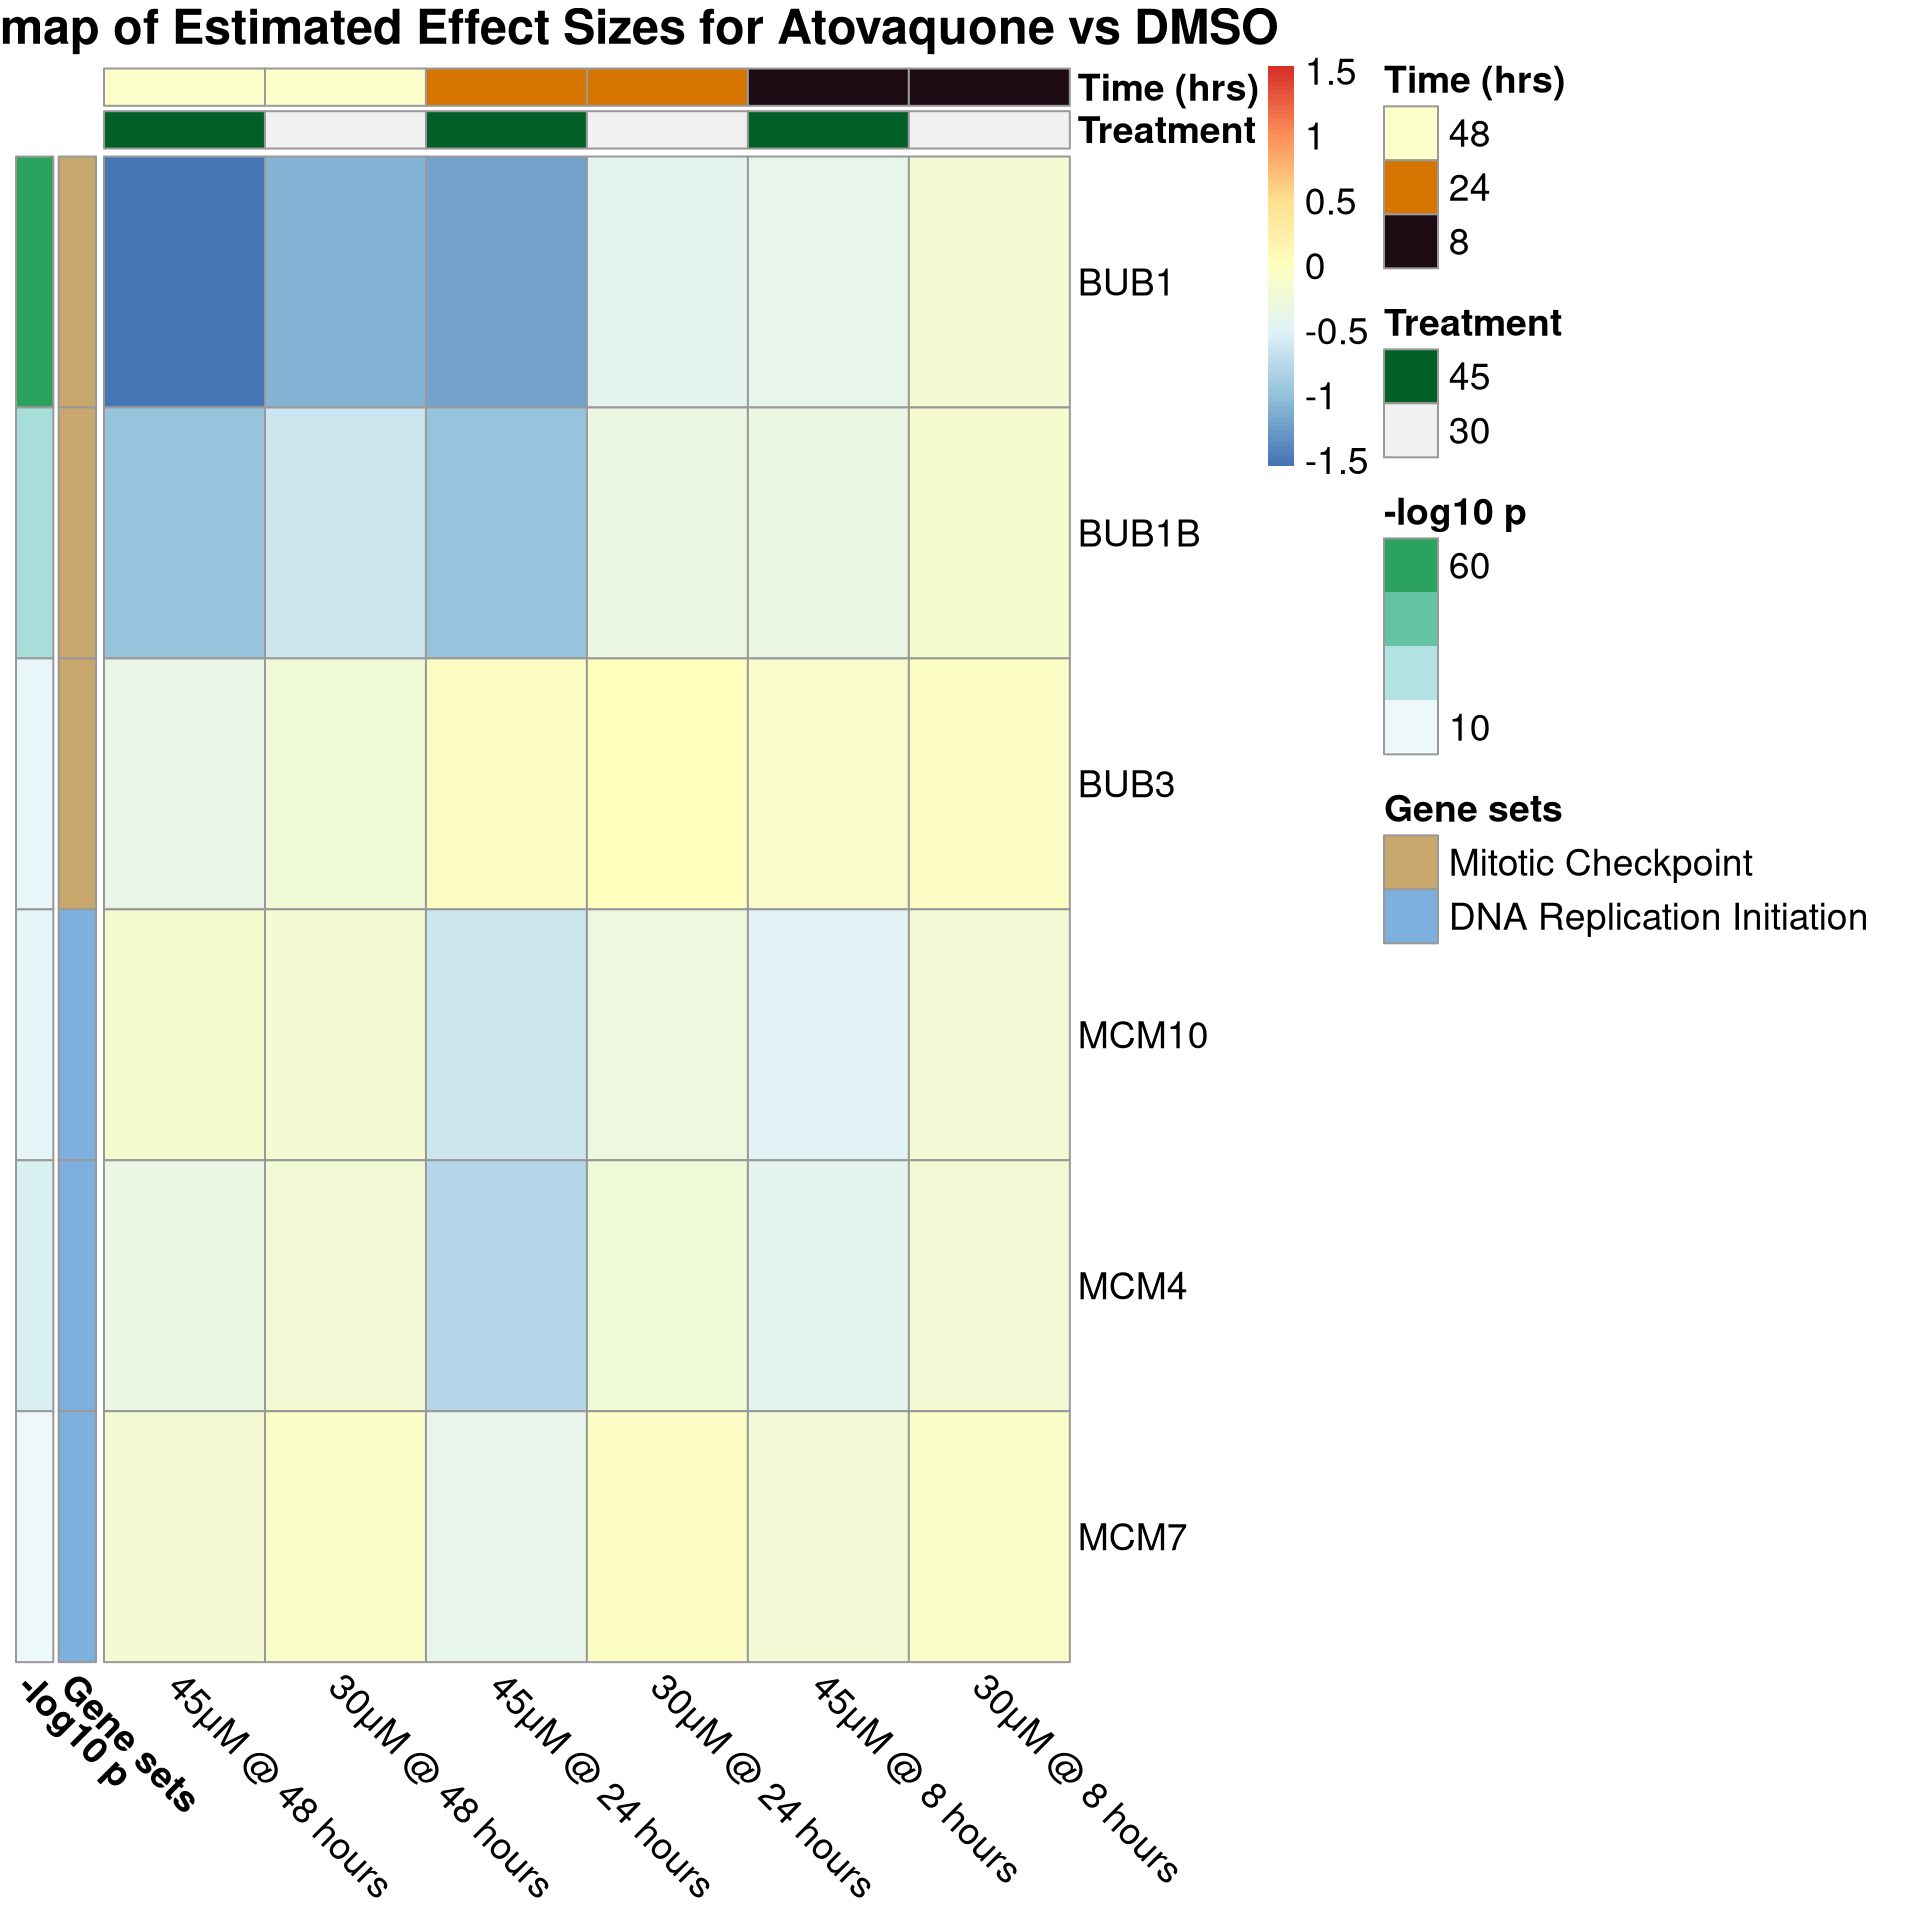 map of Estimated Effect Sizes for Atovaquone vs DMSO
Time (hrs)
Treatment
BUB1
BUB1B
BUB3
MCM10
MCM4
MCM7
1.5
1
0.5
0
-0.5
-1
-1.5
Time (hrs)
48
24
8
Treatment
45
30
-log10 p
60
10
Gene sets
Mitotic Checkpoint
DNA Replication Initiation
-log10 p
Gene sets
45µM @ 48 hours
30µM @ 48 hours
45µM @ 24 hours
30µM @ 24 hours
45µM @ 8 hours
30µM @ 8 hours